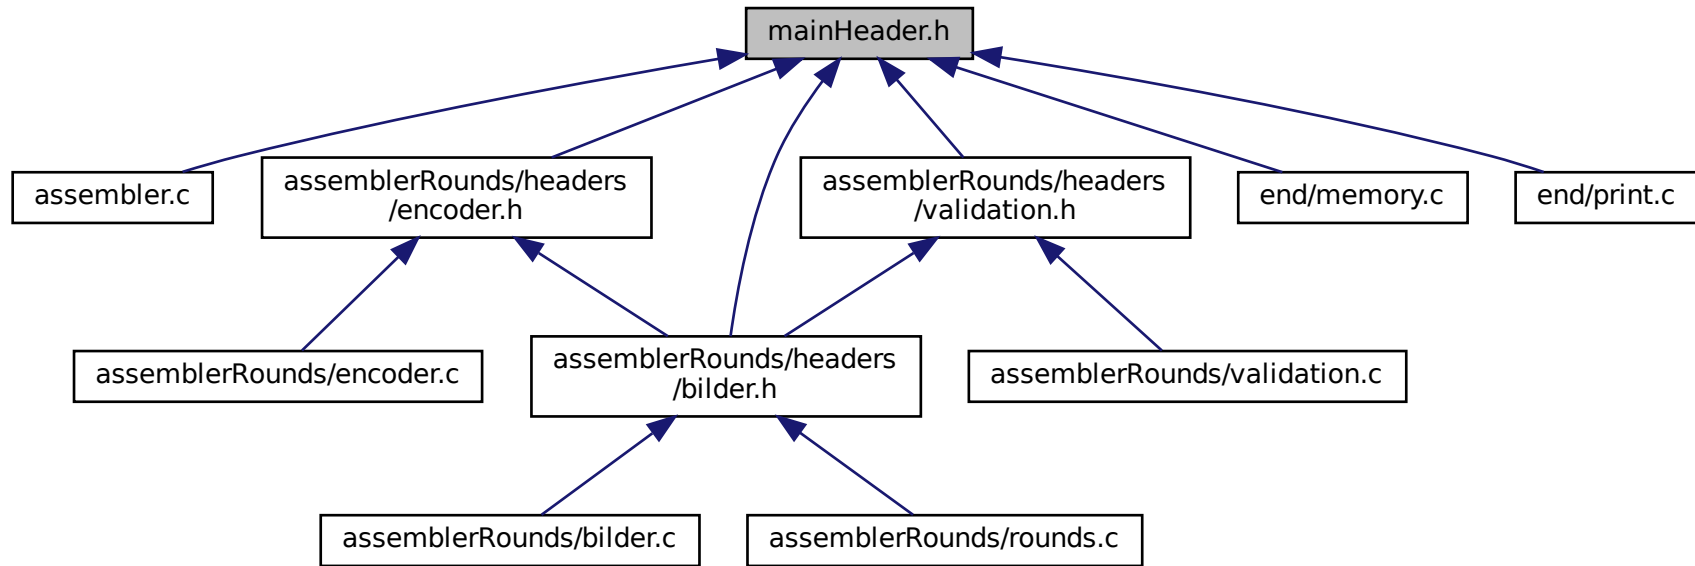 mainHeader.h
assembler.c
assemblerRounds/headers
/encoder.h
assemblerRounds/headers
/validation.h
end/memory.c
end/print.c
assemblerRounds/encoder.c
assemblerRounds/headers
/bilder.h
assemblerRounds/validation.c
assemblerRounds/bilder.c
assemblerRounds/rounds.c